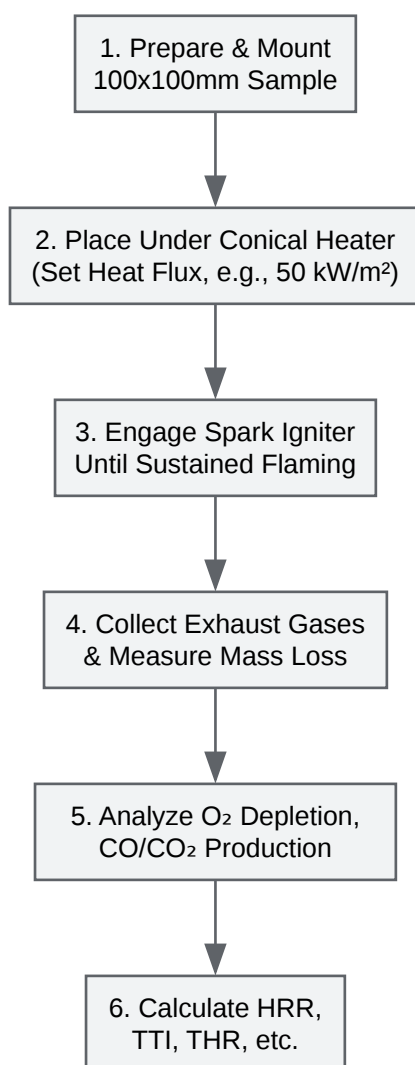 1. Prepare & Mount
100x100mm Sample
2. Place Under Conical Heater
(Set Heat Flux, e.g., 50 kW/m²)
3. Engage Spark Igniter
Until Sustained Flaming
4. Collect Exhaust Gases
& Measure Mass Loss
5. Analyze O₂ Depletion,
CO/CO₂ Production
6. Calculate HRR,
TTI, THR, etc.